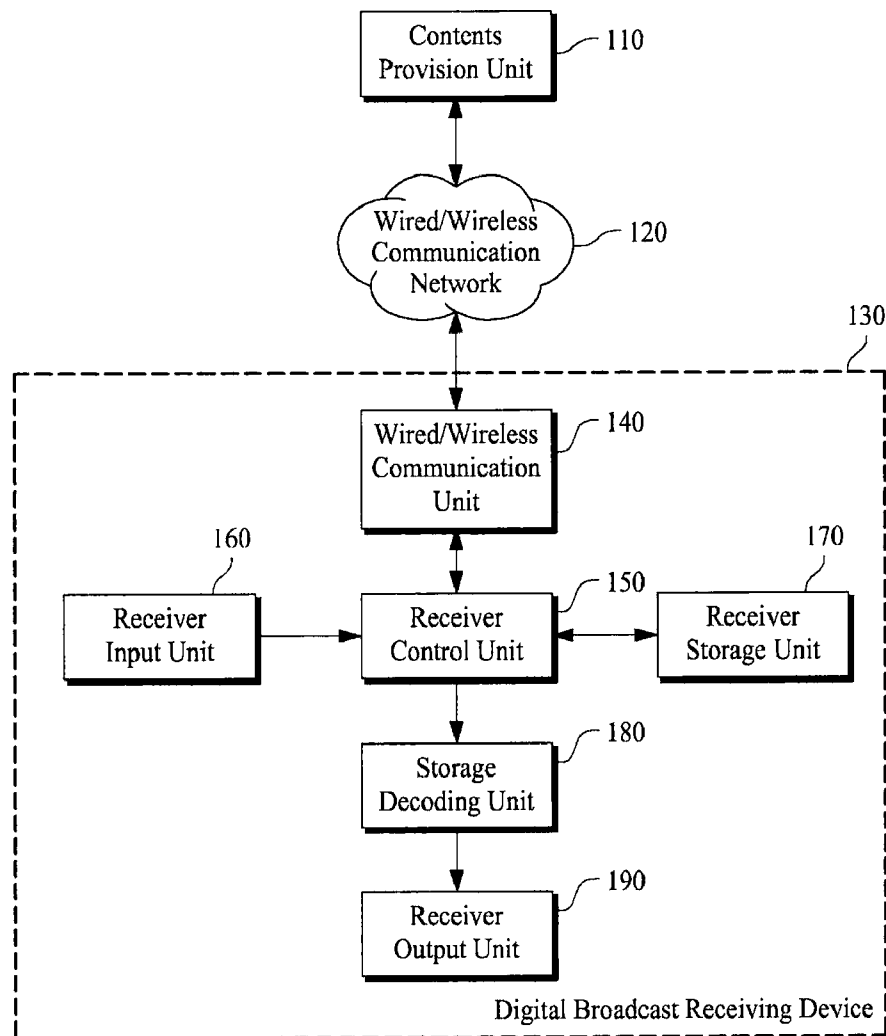 Contents
Provision Unit
110
Wired/Wireless
Communication
Network
120
130
Wired/Wireless
Communication
Unit
140
160
Receiver
Input Unit
150
Receiver
Control Unit
170
Receiver
Storage Unit
180
Storage
Decoding Unit
190
Receiver
Output Unit
Digital Broadcast Receiving Device